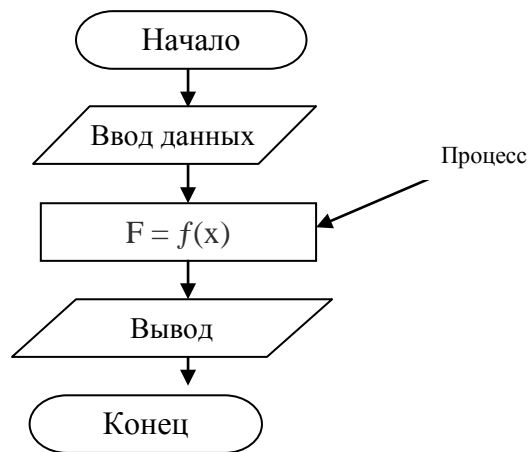 Начало
Ввод данных
Процесс
F = f(x)
Вывод
Конец